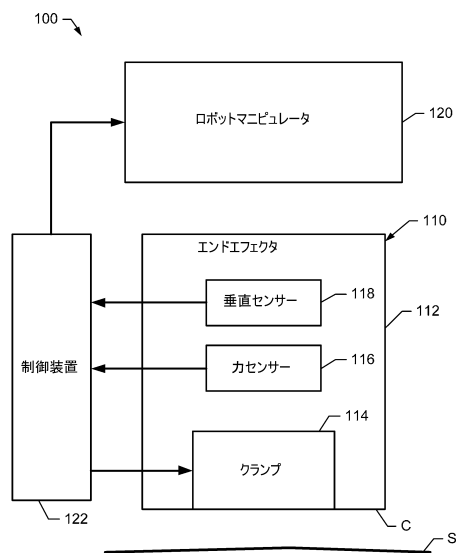 100
ロボットマニピュレータ
120
110
エンドエフェクタ
垂直センサー
118
112
制御装置
力センサー
116
114
クランプ
122
C
S